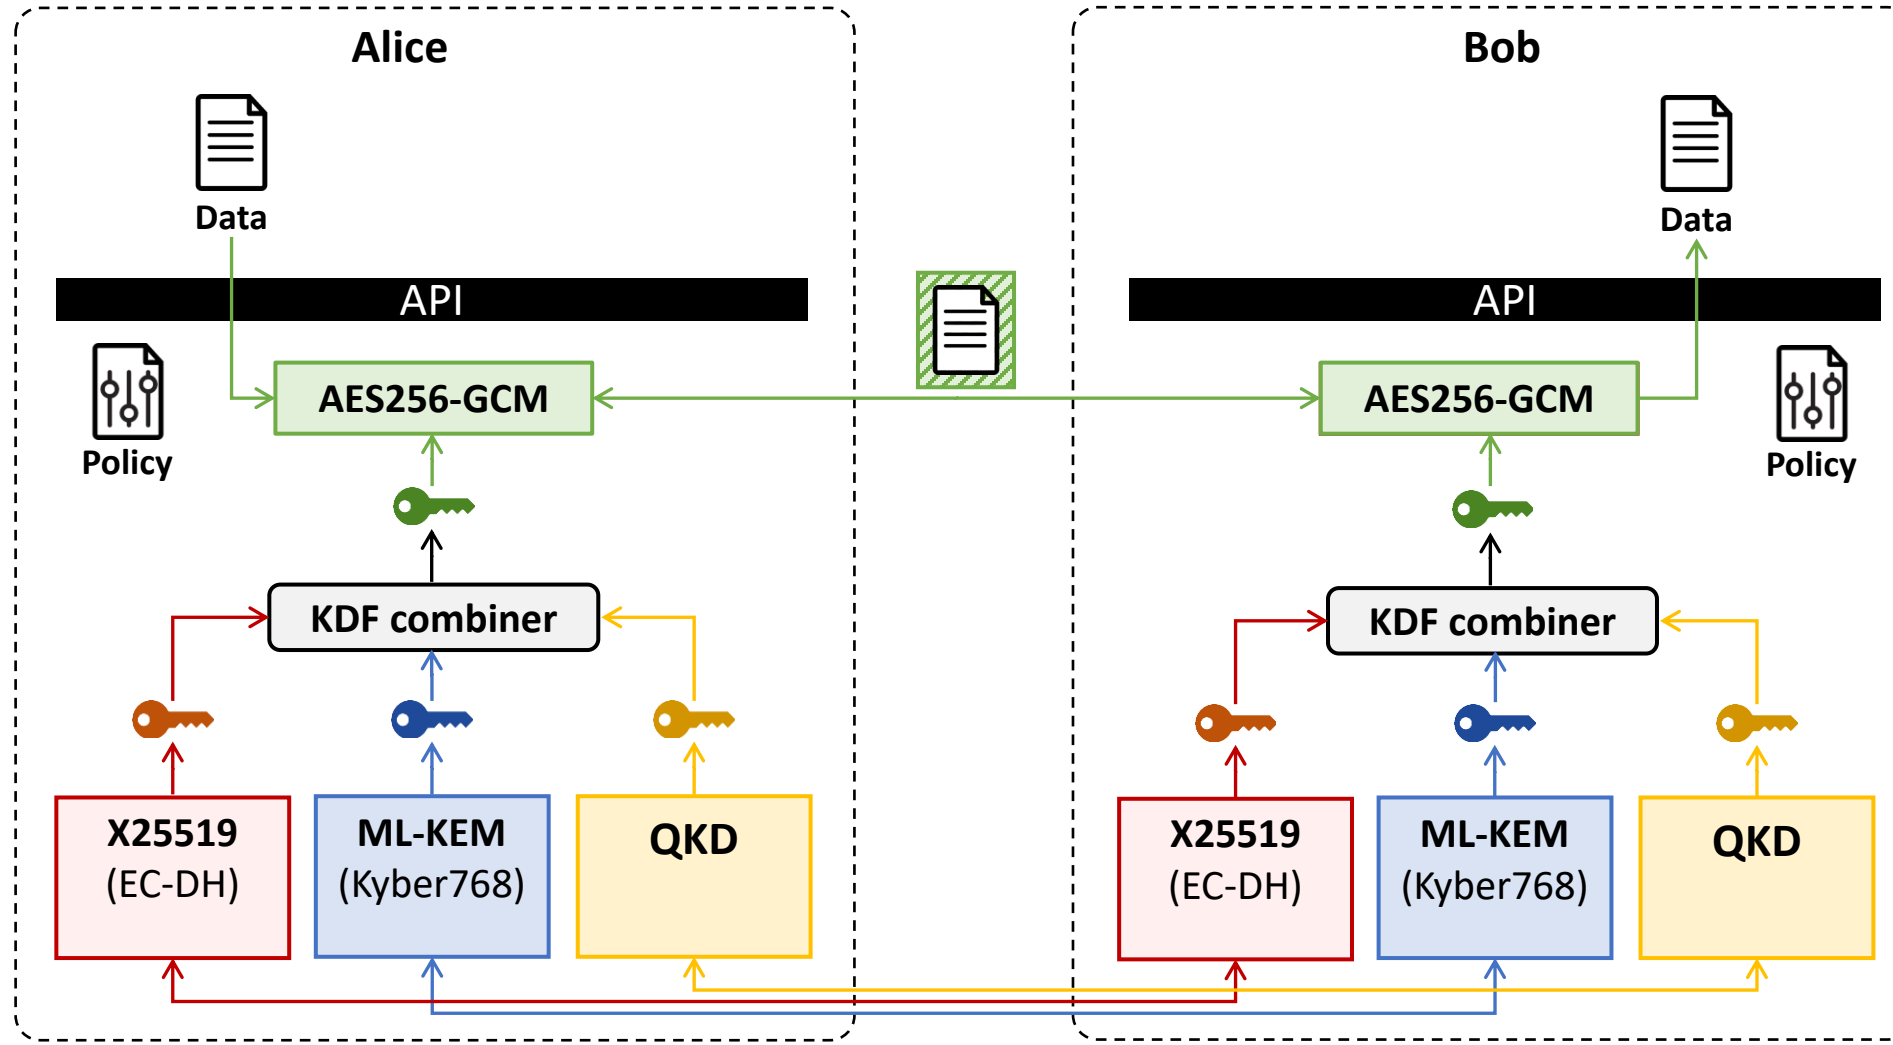 Alice
Data
API
Policy
AES256-GCM
KDF combiner
X25519
(EC-DH)
ML-KEM
(Kyber768)
QKD
Bob
Data
API
AES256-GCM
Policy
KDF combiner
X25519
(EC-DH)
ML-KEM
(Kyber768)
QKD